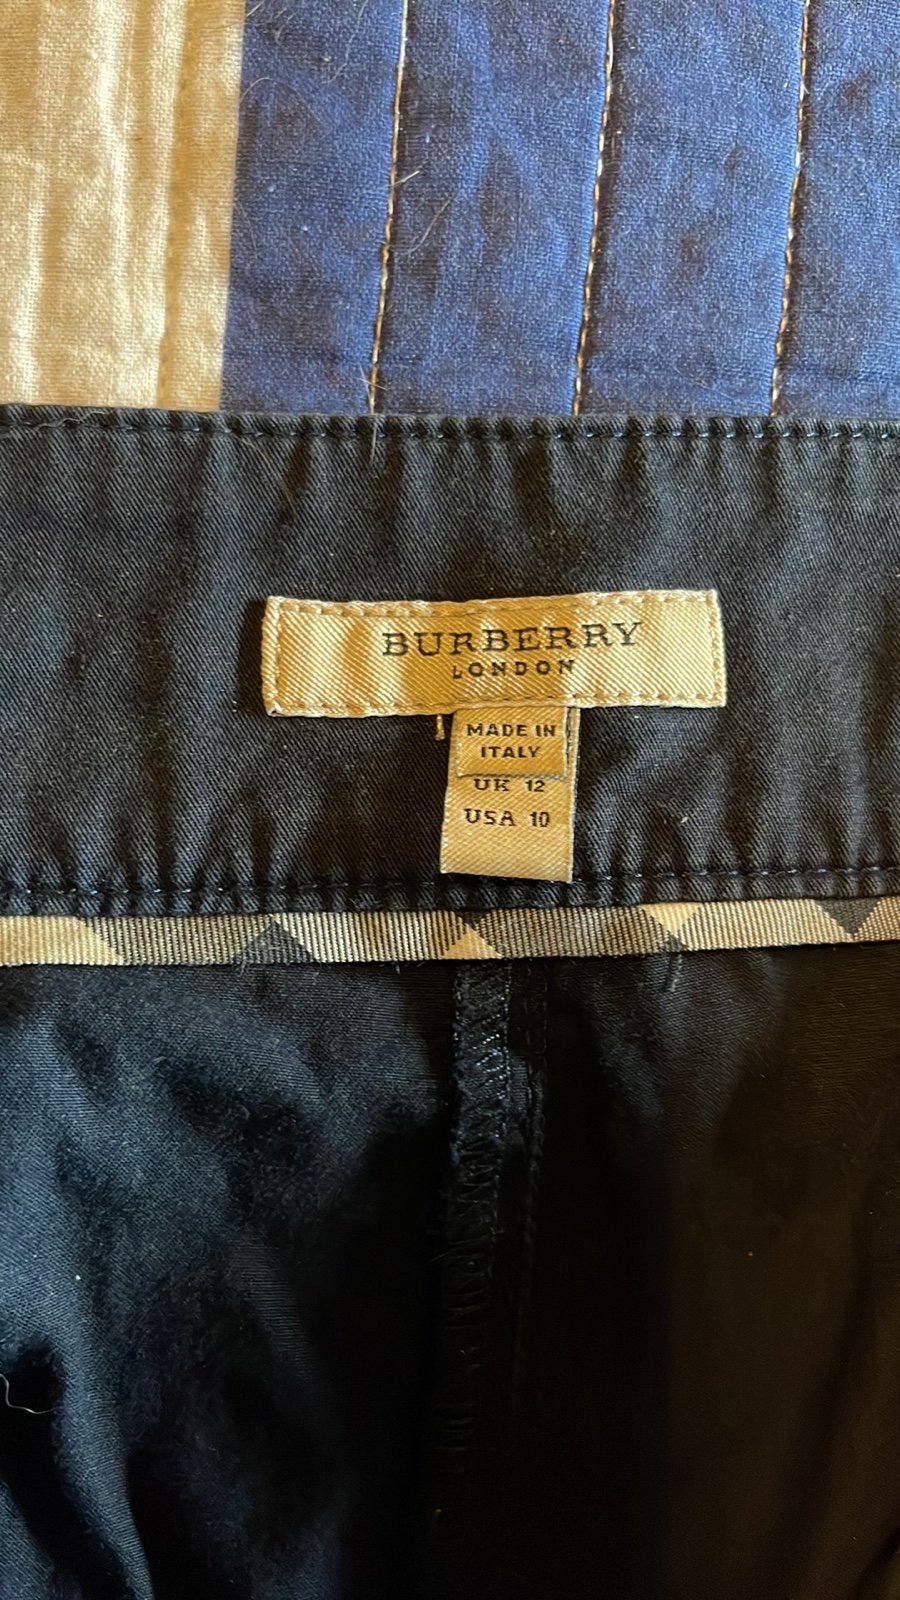 BURBERRY
LONDON
MADE IN
ITALY
UK 12
USA 10